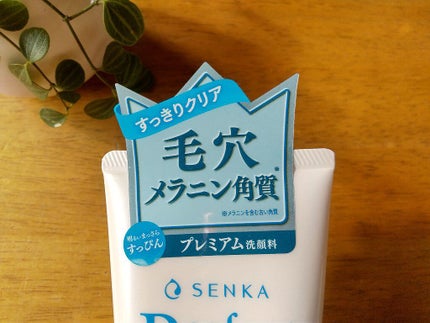 すっきりクリア
毛穴
メラニン角質※
※メラニンを含む古い角質
明るいまっさら
すっぴん
プレミアム洗顔料
SENKA
Perfec